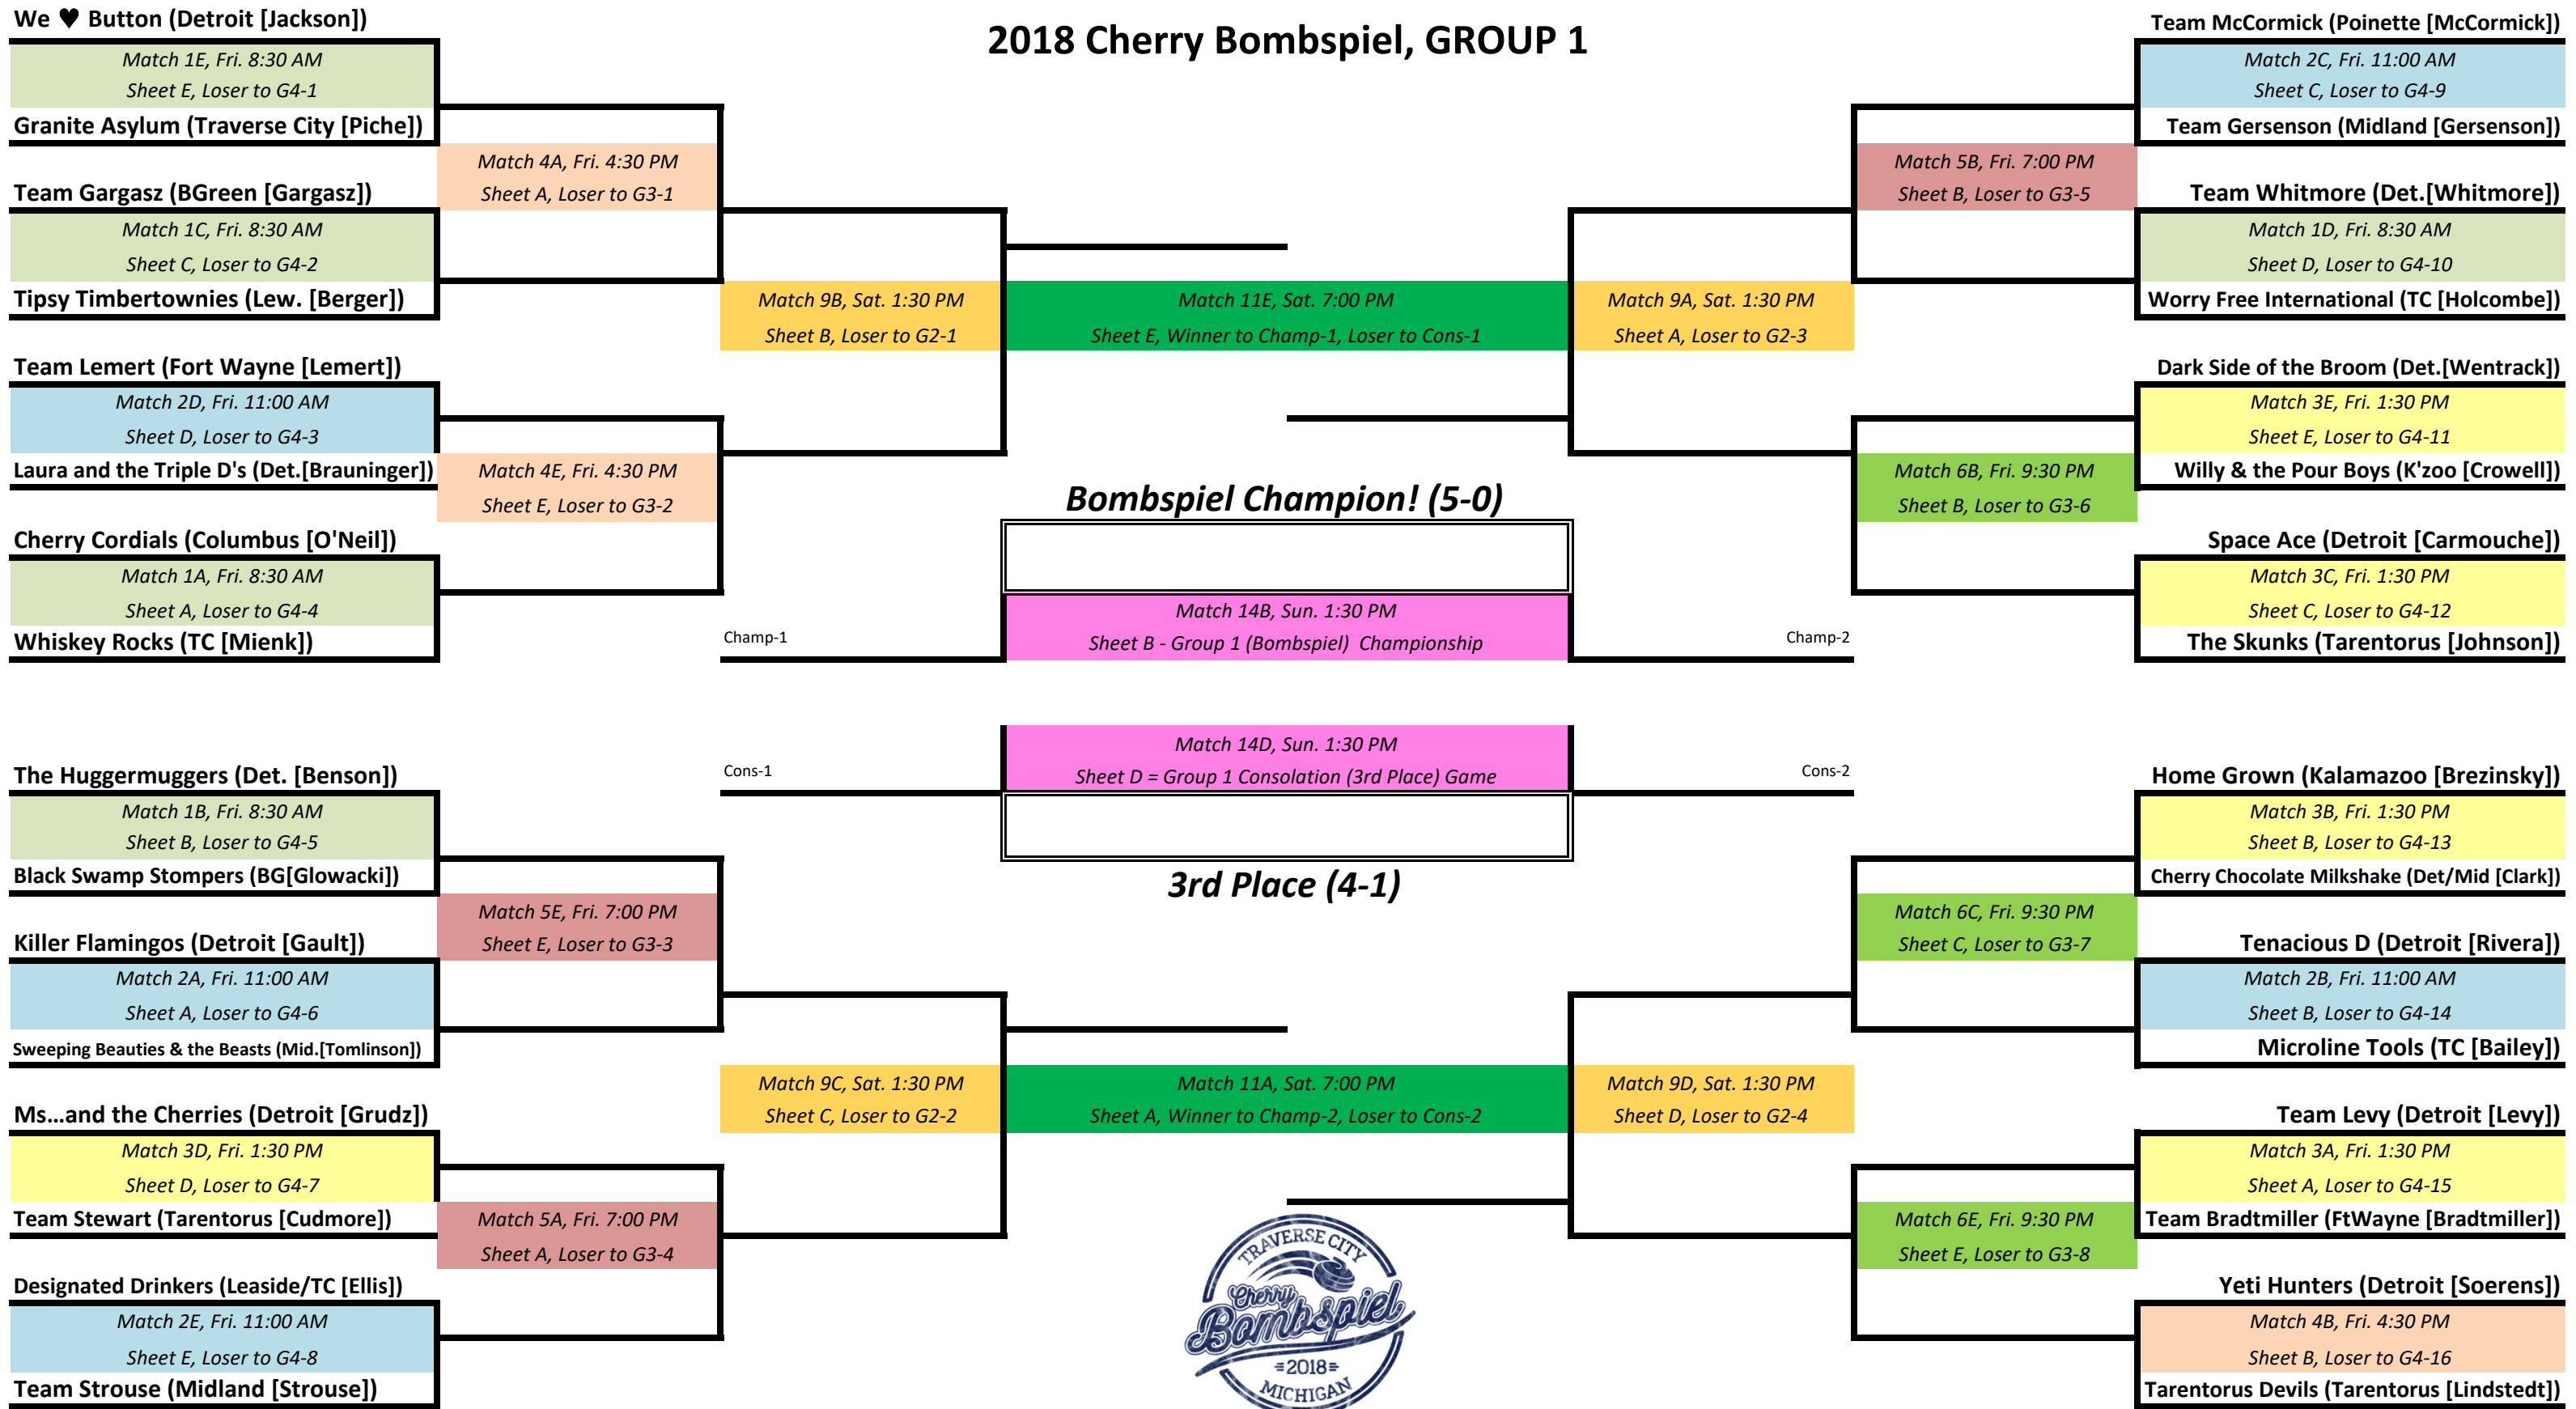 2018 Cherry Bombspiel, GROUP 1
We ♥ Button (Detroit [Jackson])
Match 1E, Fri. 8:30 AM
Sheet E, Loser to G4-1
Granite Asylum (Traverse City [Piche])
Match 4A, Fri. 4:30 PM
Sheet A, Loser to G3-1
Team Gargasz (BGreen [Gargasz])
Match 1C, Fri. 8:30 AM
Sheet C, Loser to G4-2
Tipsy Timbertownies (Lew. [Berger])
Match 9B, Sat. 1:30 PM
Sheet B, Loser to G2-1
Team Lemert (Fort Wayne [Lemert])
Match 2D, Fri. 11:00 AM
Sheet D, Loser to G4-3
Laura and the Triple D's (Det.[Brauninger])
Match 4E, Fri. 4:30 PM
Sheet E, Loser to G3-2
Cherry Cordials (Columbus [O'Neil])
Match 1A, Fri. 8:30 AM
Sheet A, Loser to G4-4
Whiskey Rocks (TC [Mienk])
Match 11E, Sat. 7:00 PM
Sheet E, Winner to Champ-1, Loser to Cons-1
Team McCormick (Poinette [McCormick])
Match 2C, Fri. 11:00 AM
Sheet C, Loser to G4-9
Team Gersenson (Midland [Gersenson])
Match 5B, Fri. 7:00 PM
Sheet B, Loser to G3-5
Team Whitmore (Det.[Whitmore])
Match 1D, Fri. 8:30 AM
Sheet D, Loser to G4-10
Worry Free International (TC [Holcombe])
Match 9A, Sat. 1:30 PM
Sheet A, Loser to G2-3
Dark Side of the Broom (Det.[Wentrack])
Match 3E, Fri. 1:30 PM
Sheet E, Loser to G4-11
Willy & the Pour Boys (K'zoo [Crowell])
Match 6B, Fri. 9:30 PM
Sheet B, Loser to G3-6
Space Ace (Detroit [Carmouche])
Match 3C, Fri. 1:30 PM
Sheet C, Loser to G4-12
The Skunks (Tarentorus [Johnson])
Bombspiel Champion! (5-0)
Champ-1
Match 14B, Sun. 1:30 PM
Sheet B - Group 1 (Bombspiel) Championship
Champ-2
Cons-1
Match 14D, Sun. 1:30 PM
Sheet D = Group 1 Consolation (3rd Place) Game
Cons-2
3rd Place (4-1)
The Huggermuggers (Det. [Benson])
Match 1B, Fri. 8:30 AM
Sheet B, Loser to G4-5
Black Swamp Stompers (BG[Glowacki])
Match 5E, Fri. 7:00 PM
Sheet E, Loser to G3-3
Killer Flamingos (Detroit [Gault])
Match 2A, Fri. 11:00 AM
Sheet A, Loser to G4-6
Sweeping Beauties & the Beasts (Mid.[Tomlinson])
Match 9C, Sat. 1:30 PM
Sheet C, Loser to G2-2
Ms...and the Cherries (Detroit [Grudz])
Match 3D, Fri. 1:30 PM
Sheet D, Loser to G4-7
Team Stewart (Tarentorus [Cudmore])
Match 5A, Fri. 7:00 PM
Sheet A, Loser to G3-4
Designated Drinkers (Leaside/TC [Ellis])
Match 2E, Fri. 11:00 AM
Sheet E, Loser to G4-8
Team Strouse (Midland [Strouse])
Match 11A, Sat. 7:00 PM
Sheet A, Winner to Champ-2, Loser to Cons-2
Home Grown (Kalamazoo [Brezinsky])
Match 3B, Fri. 1:30 PM
Sheet B, Loser to G4-13
Cherry Chocolate Milkshake (Det/Mid [Clark])
Match 6C, Fri. 9:30 PM
Sheet C, Loser to G3-7
Tenacious D (Detroit [Rivera])
Match 2B, Fri. 11:00 AM
Sheet B, Loser to G4-14
Microline Tools (TC [Bailey])
Match 9D, Sat. 1:30 PM
Sheet D, Loser to G2-4
Team Levy (Detroit [Levy])
Match 3A, Fri. 1:30 PM
Sheet A, Loser to G4-15
Team Bradtmiller (FtWayne [Bradtmiller])
Match 6E, Fri. 9:30 PM
Sheet E, Loser to G3-8
Yeti Hunters (Detroit [Soerens])
Match 4B, Fri. 4:30 PM
Sheet B, Loser to G4-16
Tarentorus Devils (Tarentorus [Lindstedt])
TRAVERSE CITY
Cherry
Bombspiel
2018
MICHIGAN